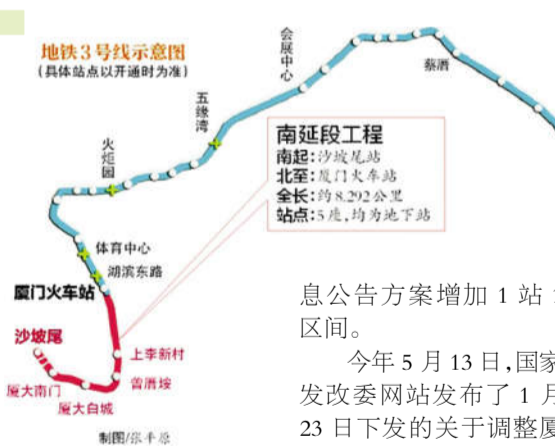 地铁3号线示意图
(具体站点以开通时为准)
会展中心
蔡厝
五缘湾
火炬园
南延段工程
南起:沙坡尾站
北至:厦门火车站
全长:约8.292公里
站点:5座,均为地下站
体育中心
湖滨东路
厦门火车站
沙坡尾
上李新村
曾厝垵
厦大南门
厦大白城
制图/张平原
息公告方案增加 1 站
区间。
今年 5 月 13 日,国家
发改委网站发布了 1 月
23 日下发的关于调整厦